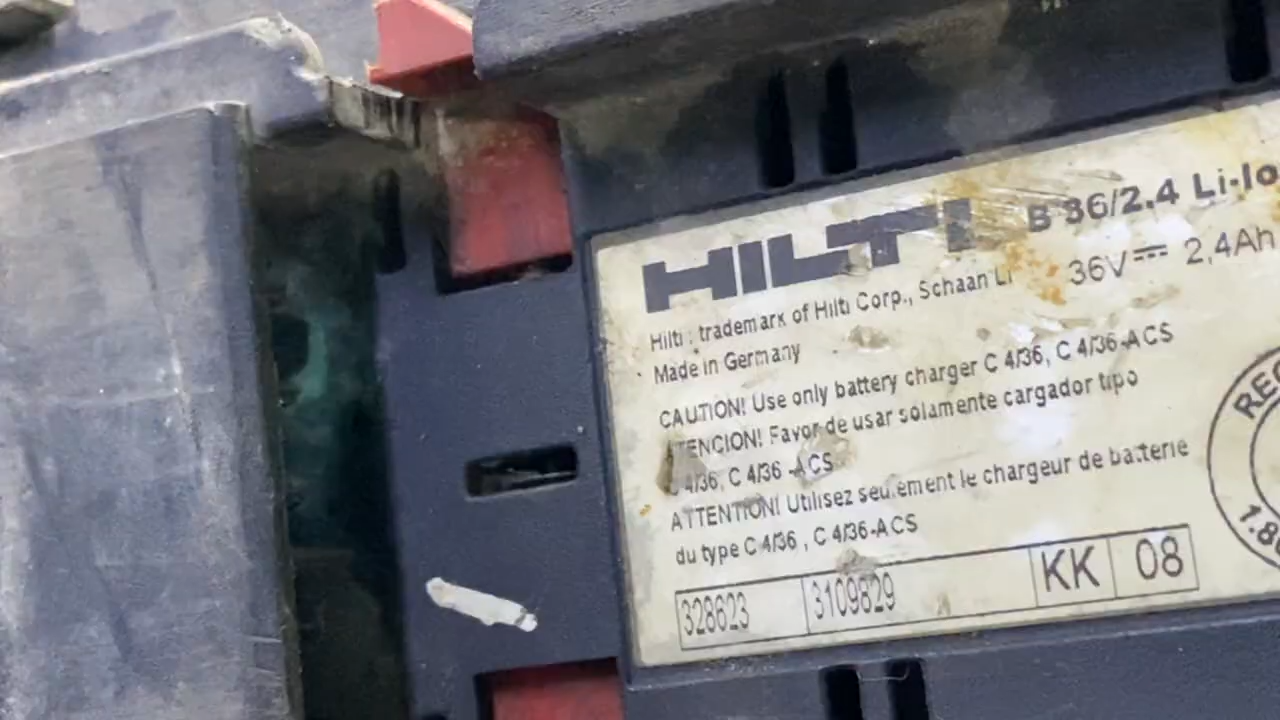 HILTI
B 36/2.4 Li-Io
36V 2,4Ah
Hilti : trademark of Hilti Corp., Schaan LI
Made in Germany
CAUTION! Use only battery charger C 4/36, C 4/36-ACS
ATENCION! Favor de usar solamente cargador tipo
C 4/36, C 4/36 -ACS
ATTENTION! Utilisez seulement le chargeur de batterie
du type C 4/36 , C 4/36-ACS
328623 3109829 KK 08
REC
1.80